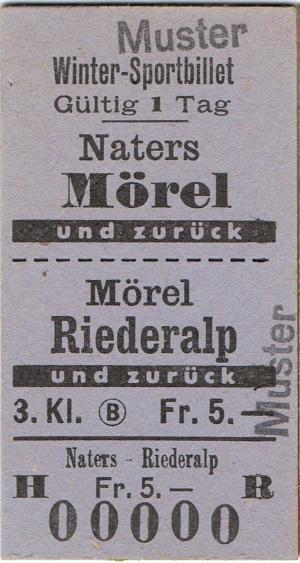 Muster
Winter-Sportbillet
Gültig 1 Tag
Naters
Mörel
und zurück
Mörel
Riederalp
und zurück
Muster
3. Kl. B Fr. 5.—
Naters - Riederalp
H Fr. 5.— R
00000